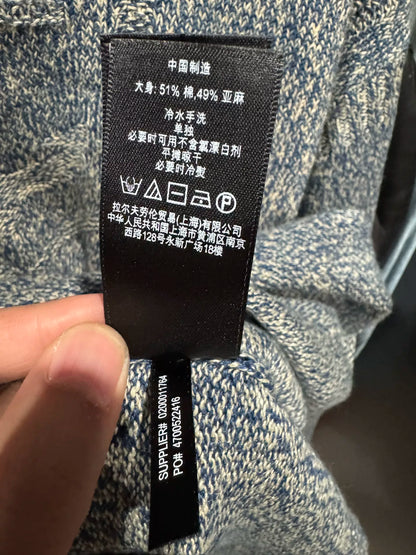 中国制造
大身: 51% 棉,49% 亚麻
冷水手洗
单独
必要时可用不含氯漂白剂
平摊晾干
必要时冷熨
P
拉尔夫劳伦贸易(上海)有限公司
中华人民共和国上海市黄浦区南京
西路128号永新广场18楼
SUPPLIER# 0200011764
PO# 4700522416